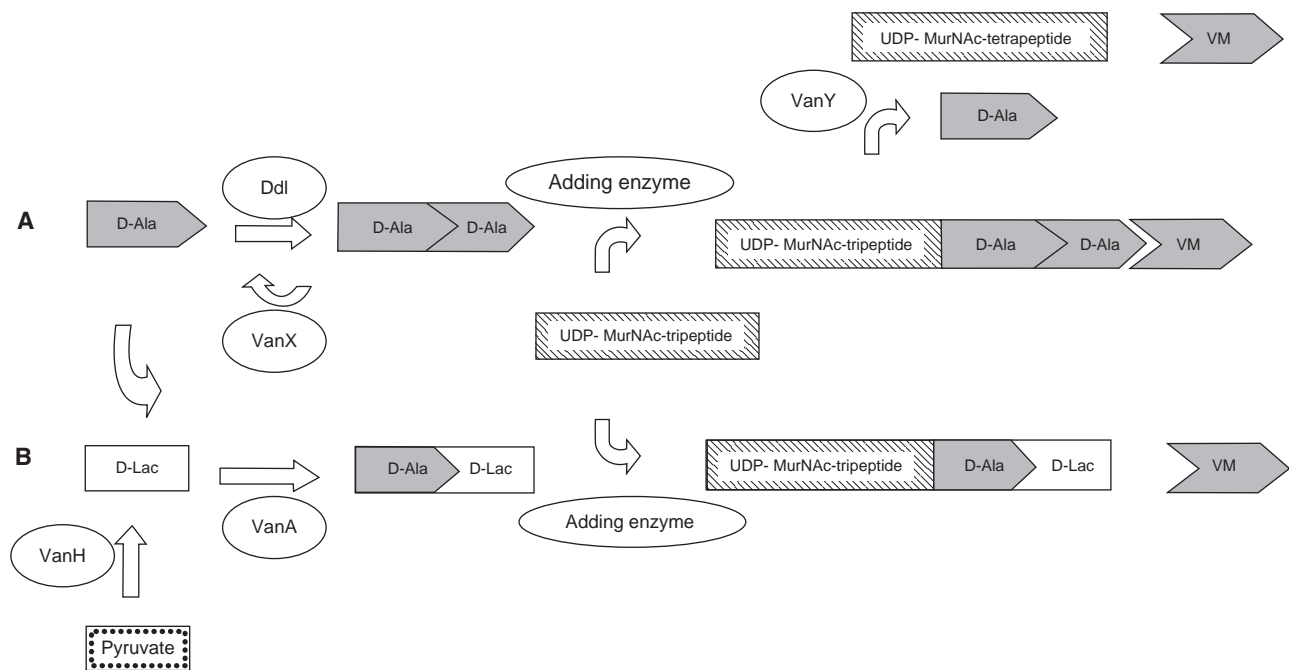 UDP- MurNAc-tetrapeptide
VM
VanY
D-Ala
Ddl
Adding enzyme
A
D-Ala
D-Ala
D-Ala
UDP- MurNAc-tripeptide
D-Ala
D-Ala
VM
VanX
UDP- MurNAc-tripeptide
B
D-Lac
D-Ala
D-Lac
UDP- MurNAc-tripeptide
D-Ala
D-Lac
VM
VanA
Adding enzyme
VanH
Pyruvate